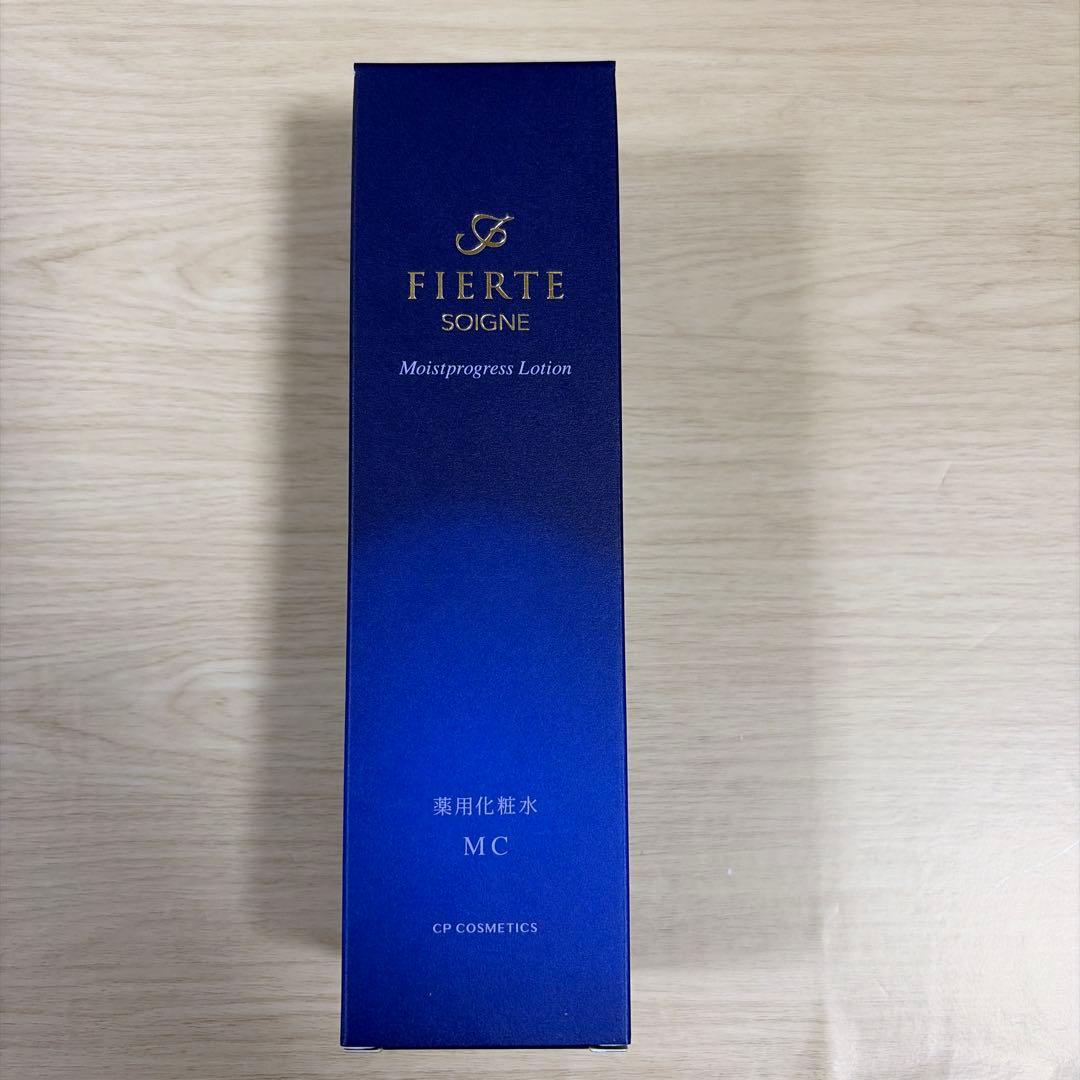 FIERTE
SOIGNE
Moistprogress Lotion
薬用化粧水
MC
CP COSMETICS